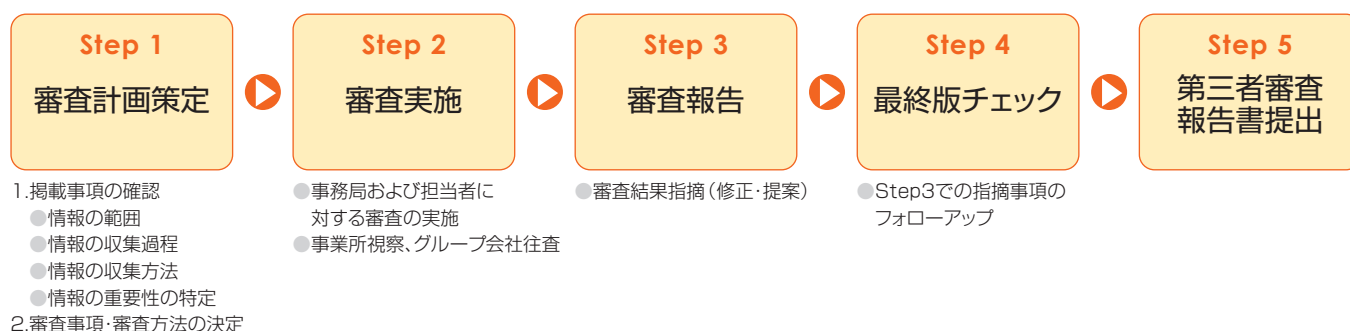 Step 1
審査計画策定
1.掲載事項の確認
●情報の範囲
●情報の収集過程
●情報の収集方法
●情報の重要性の特定
2.審査事項・審査方法の決定
Step 2
審査実施
●事務局および担当者に
対する審査の実施
●事業所視察、グループ会社往査
Step 3
審査報告
●審査結果指摘（修正・提案）
Step 4
最終版チェック
●Step3での指摘事項の
フォローアップ
Step 5
第三者審査
報告書提出